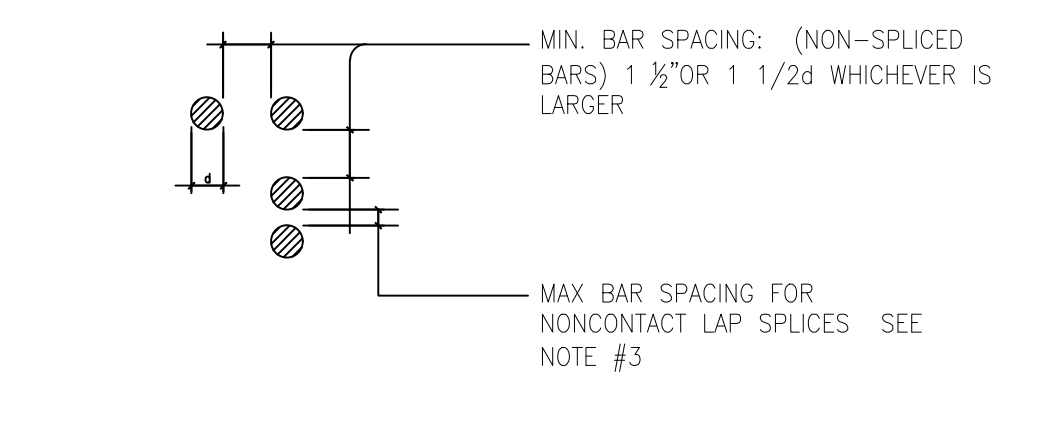 MIN. BAR SPACING: (NON-SPLICED
BARS) 1 ½"OR 1 1/2d WHICHEVER IS
LARGER
d
MAX BAR SPACING FOR
NONCONTACT LAP SPLICES SEE
NOTE #3